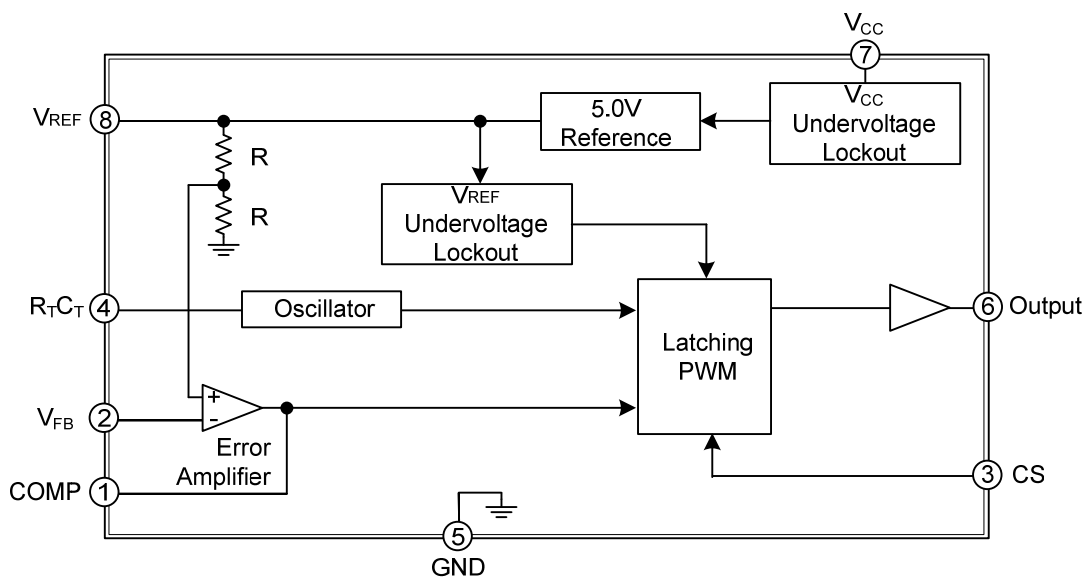 VCC
7
VREF
8
5.0V
Reference
VCC
Undervoltage
Lockout
R
R
VREF
Undervoltage
Lockout
RTCT
4
Oscillator
6
Output
Latching
PWM
VFB
2
+
-
Error
Amplifier
COMP
1
3
CS
5
GND